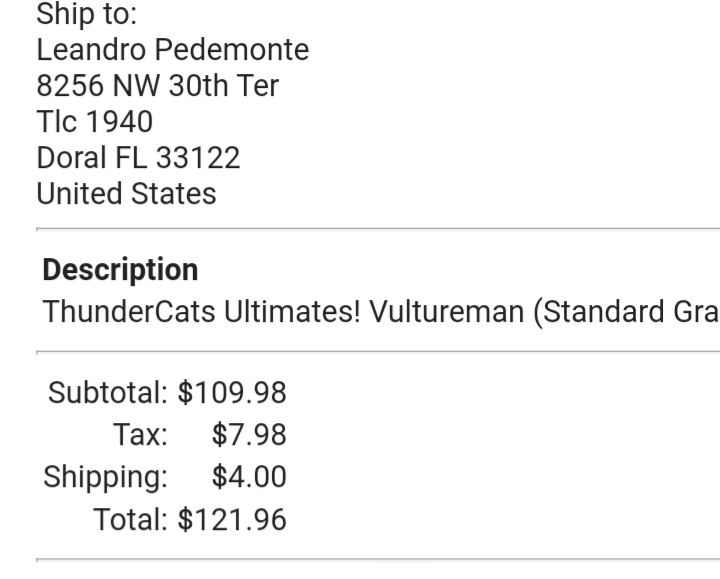 Ship to:
Leandro Pedemonte
8256 NW 30th Ter
Tlc 1940
Doral FL 33122
United States
Description
ThunderCats Ultimates! Vultureman (Standard Gra
Subtotal: $109.98
Tax: $7.98
Shipping: $4.00
Total: $121.96